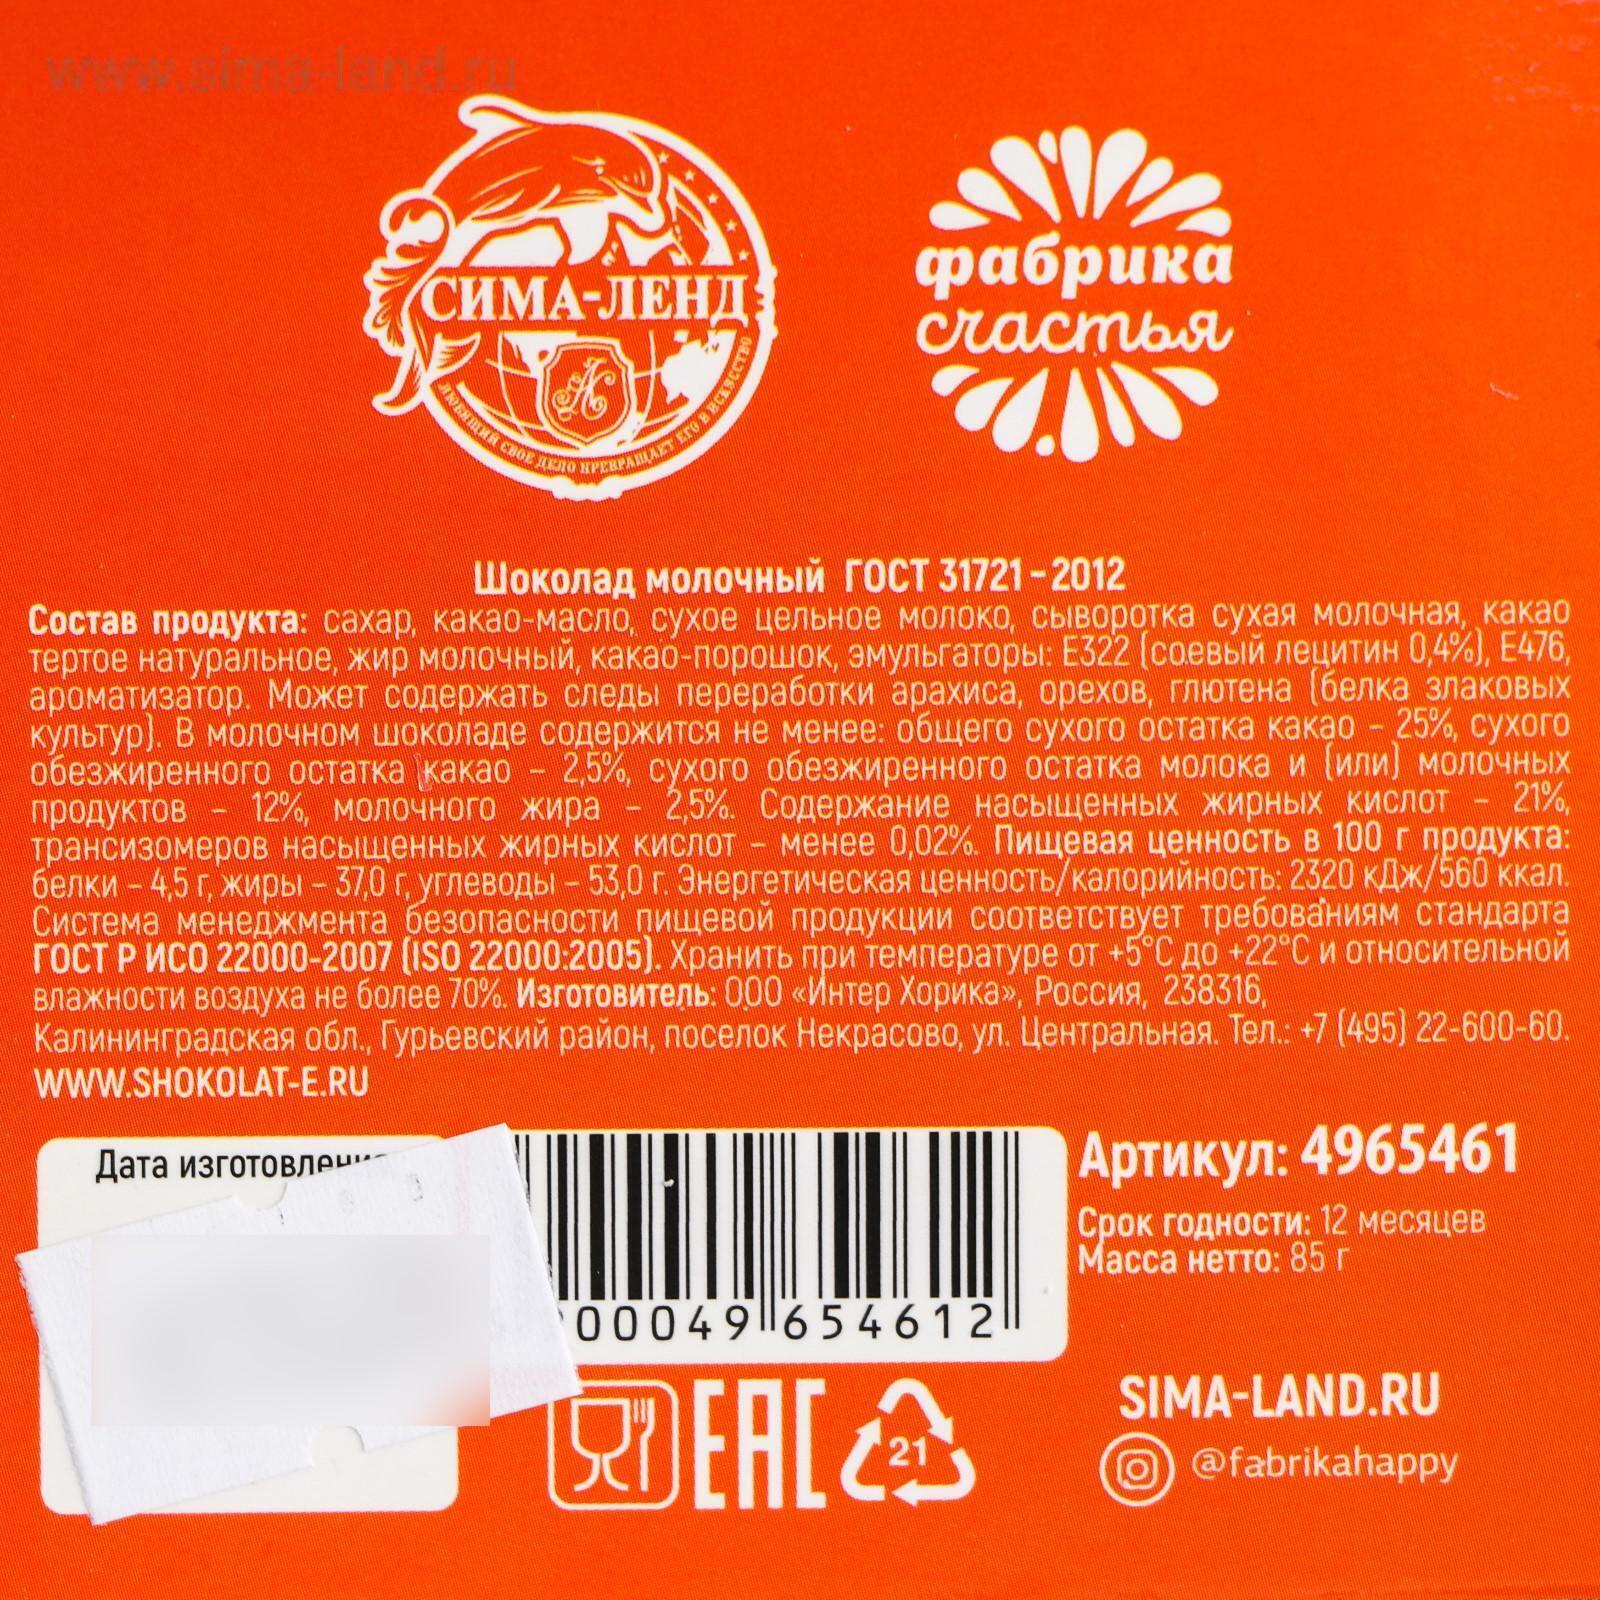 www.sima-land.ru
СИМА-ЛЕНД
ЛЮБЯЩИЙ СВОЕ ДЕЛО ПРЕВРАЩАЕТ ЕГО В ИСКУССТВО
фабрика
счастья
Шоколад молочный ГОСТ 31721-2012
Состав продукта: сахар, какао-масло, сухое цельное молоко, сыворотка сухая молочная, какао
тертое натуральное, жир молочный, какао-порошок, эмульгаторы: Е322 (соевый лецитин 0,4%), Е476,
ароматизатор. Может содержать следы переработки арахиса, орехов, глютена (белка злаковых
культур). В молочном шоколаде содержится не менее: общего сухого остатка какао – 25%, сухого
обезжиренного остатка какао – 2,5%, сухого обезжиренного остатка молока и (или) молочных
продуктов – 12%, молочного жира – 2,5%. Содержание насыщенных жирных кислот – 21%,
трансизомеров насыщенных жирных кислот – менее 0,02%. Пищевая ценность в 100 г продукта:
белки – 4,5 г, жиры – 37,0 г, углеводы – 53,0 г. Энергетическая ценность/калорийность: 2320 кДж/560 ккал.
Система менеджмента безопасности пищевой продукции соответствует требованиям стандарта
ГОСТ Р ИСО 22000-2007 (ISO 22000:2005). Хранить при температуре от +5°С до +22°С и относительной
влажности воздуха не более 70%. Изготовитель: ООО «Интер Хорика», Россия, 238316,
Калининградская обл., Гурьевский район, поселок Некрасово, ул. Центральная. Тел.: +7 (495) 22-600-60.
WWW.SHOKOLAT-E.RU
Дата изготовления
00049 654612
Артикул: 4965461
Срок годности: 12 месяцев
Масса нетто: 85 г
EAC
21
SIMA-LAND.RU
@fabrikahappy